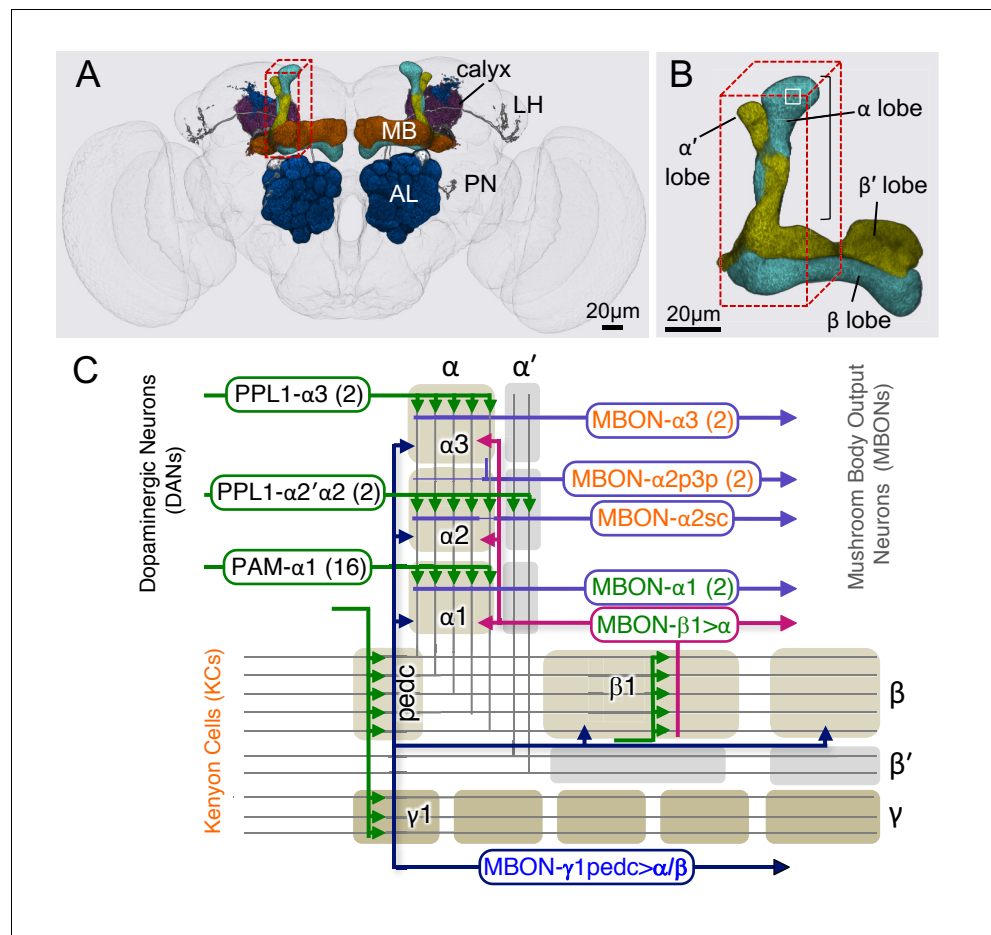 A
calyx
LH
MB
AL
PN
20μm
B
α lobe
α′
lobe
β′ lobe
β lobe
20μm
C
α
α′
Dopaminergic Neurons
(DANs)
PPL1-α3 (2)
MBON-α3 (2)
α3
MBON-α2p3p (2)
PPL1-α2′α2 (2)
MBON-α2sc
α2
PAM-α1 (16)
MBON-α1 (2)
α1
MBON-β1>α
Mushroom Body Output
Neurons (MBONs)
Kenyon Cells (KCs)
pedc
β1
β
β′
γ1
γ
MBON-γ1pedc>α/β